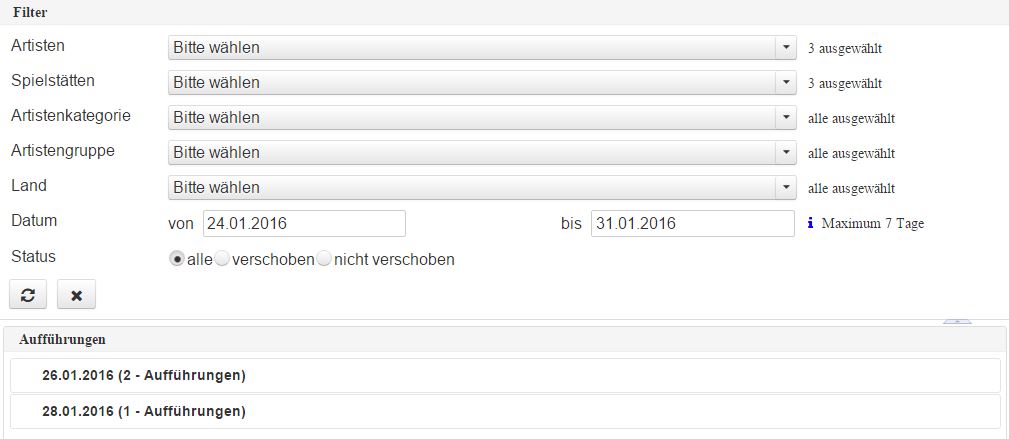 Filter
Artisten Bitte wählen 3 ausgewählt
Spielstätten Bitte wählen 3 ausgewählt
Artistenkategorie Bitte wählen alle ausgewählt
Artistengruppe Bitte wählen alle ausgewählt
Land Bitte wählen alle ausgewählt
Datum von 24.01.2016 bis 31.01.2016 i Maximum 7 Tage
Status alle verschoben nicht verschoben
Aufführungen
26.01.2016 (2 - Aufführungen)
28.01.2016 (1 - Aufführungen)